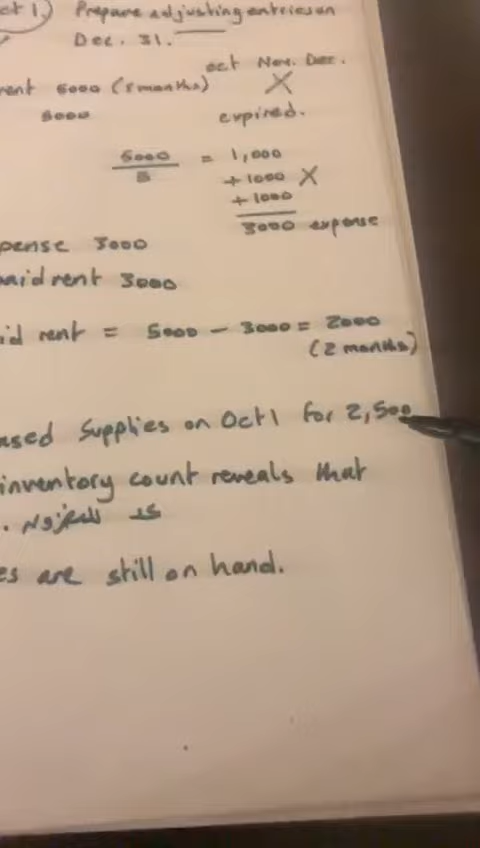 ct 1. Prepare adjusting entries on
Dec. 31.
oct Nov. Dec.
rent 5000 (5 months) X
5000 expired.
5000 / 5 = 1,000
+1000 X
+1000
3000 expense
pense 3000
aid rent 3000
id rent = 5000 - 3000 = 2000
(2 months)
ased Supplies on Oct 1 for 2,500
inventory count reveals that
es are still on hand.